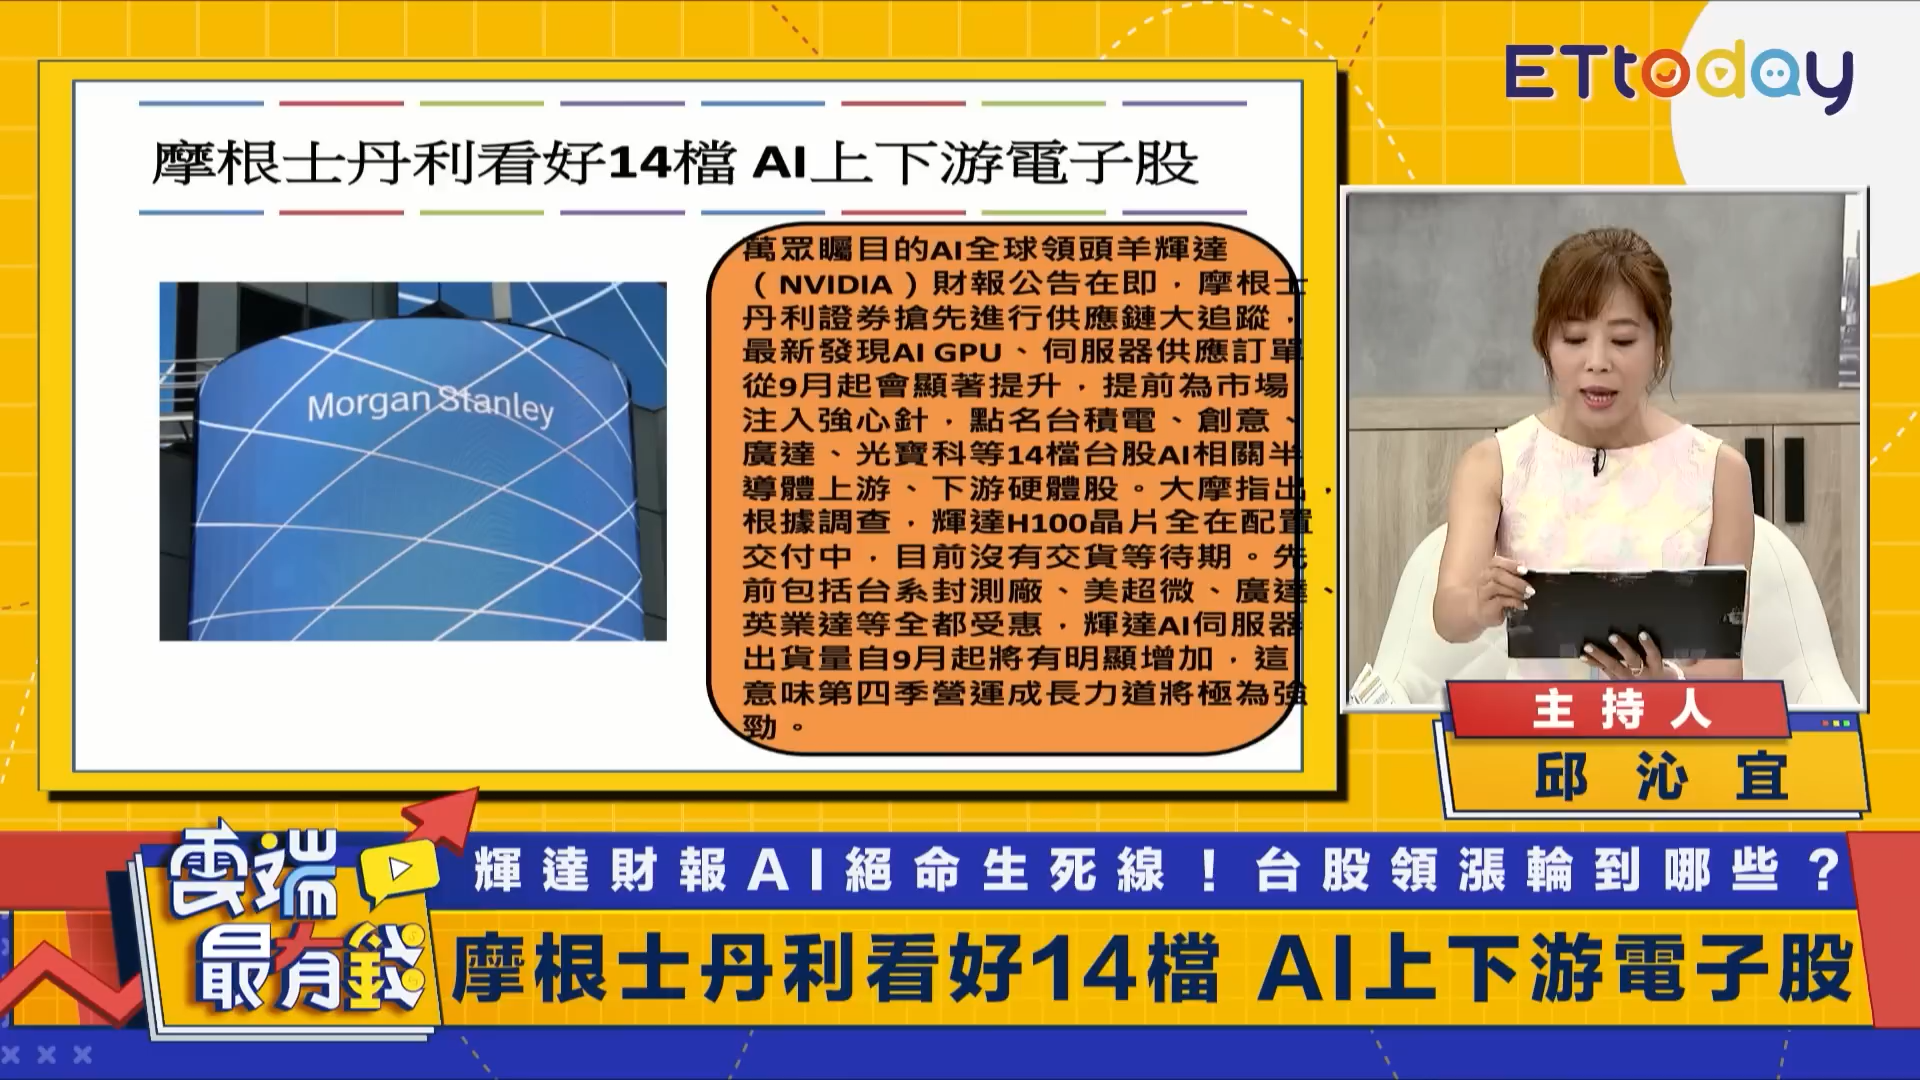 ETtoday
摩根士丹利看好14檔 AI上下游電子股
Morgan Stanley
萬眾矚目的AI全球領頭羊輝達
（NVIDIA）財報公告在即，摩根士
丹利證券搶先進行供應鏈大追蹤，
最新發現AI GPU、伺服器供應訂單
從9月起會顯著提升，提前為市場
注入強心針，點名台積電、創意、
廣達、光寶科等14檔台股AI相關半
導體上游、下游硬體股。大摩指出，
根據調查，輝達H100晶片全在配置
交付中，目前沒有交貨等待期。先
前包括台系封測廠、美超微、廣達、
英業達等全都受惠，輝達AI伺服器
出貨量自9月起將有明顯增加，這
意味第四季營運成長力道將極為強
勁。
主持人
邱沁宜
雲端
最有錢
輝達財報AI絕命生死線！台股領漲輪到哪些？
摩根士丹利看好14檔 AI上下游電子股